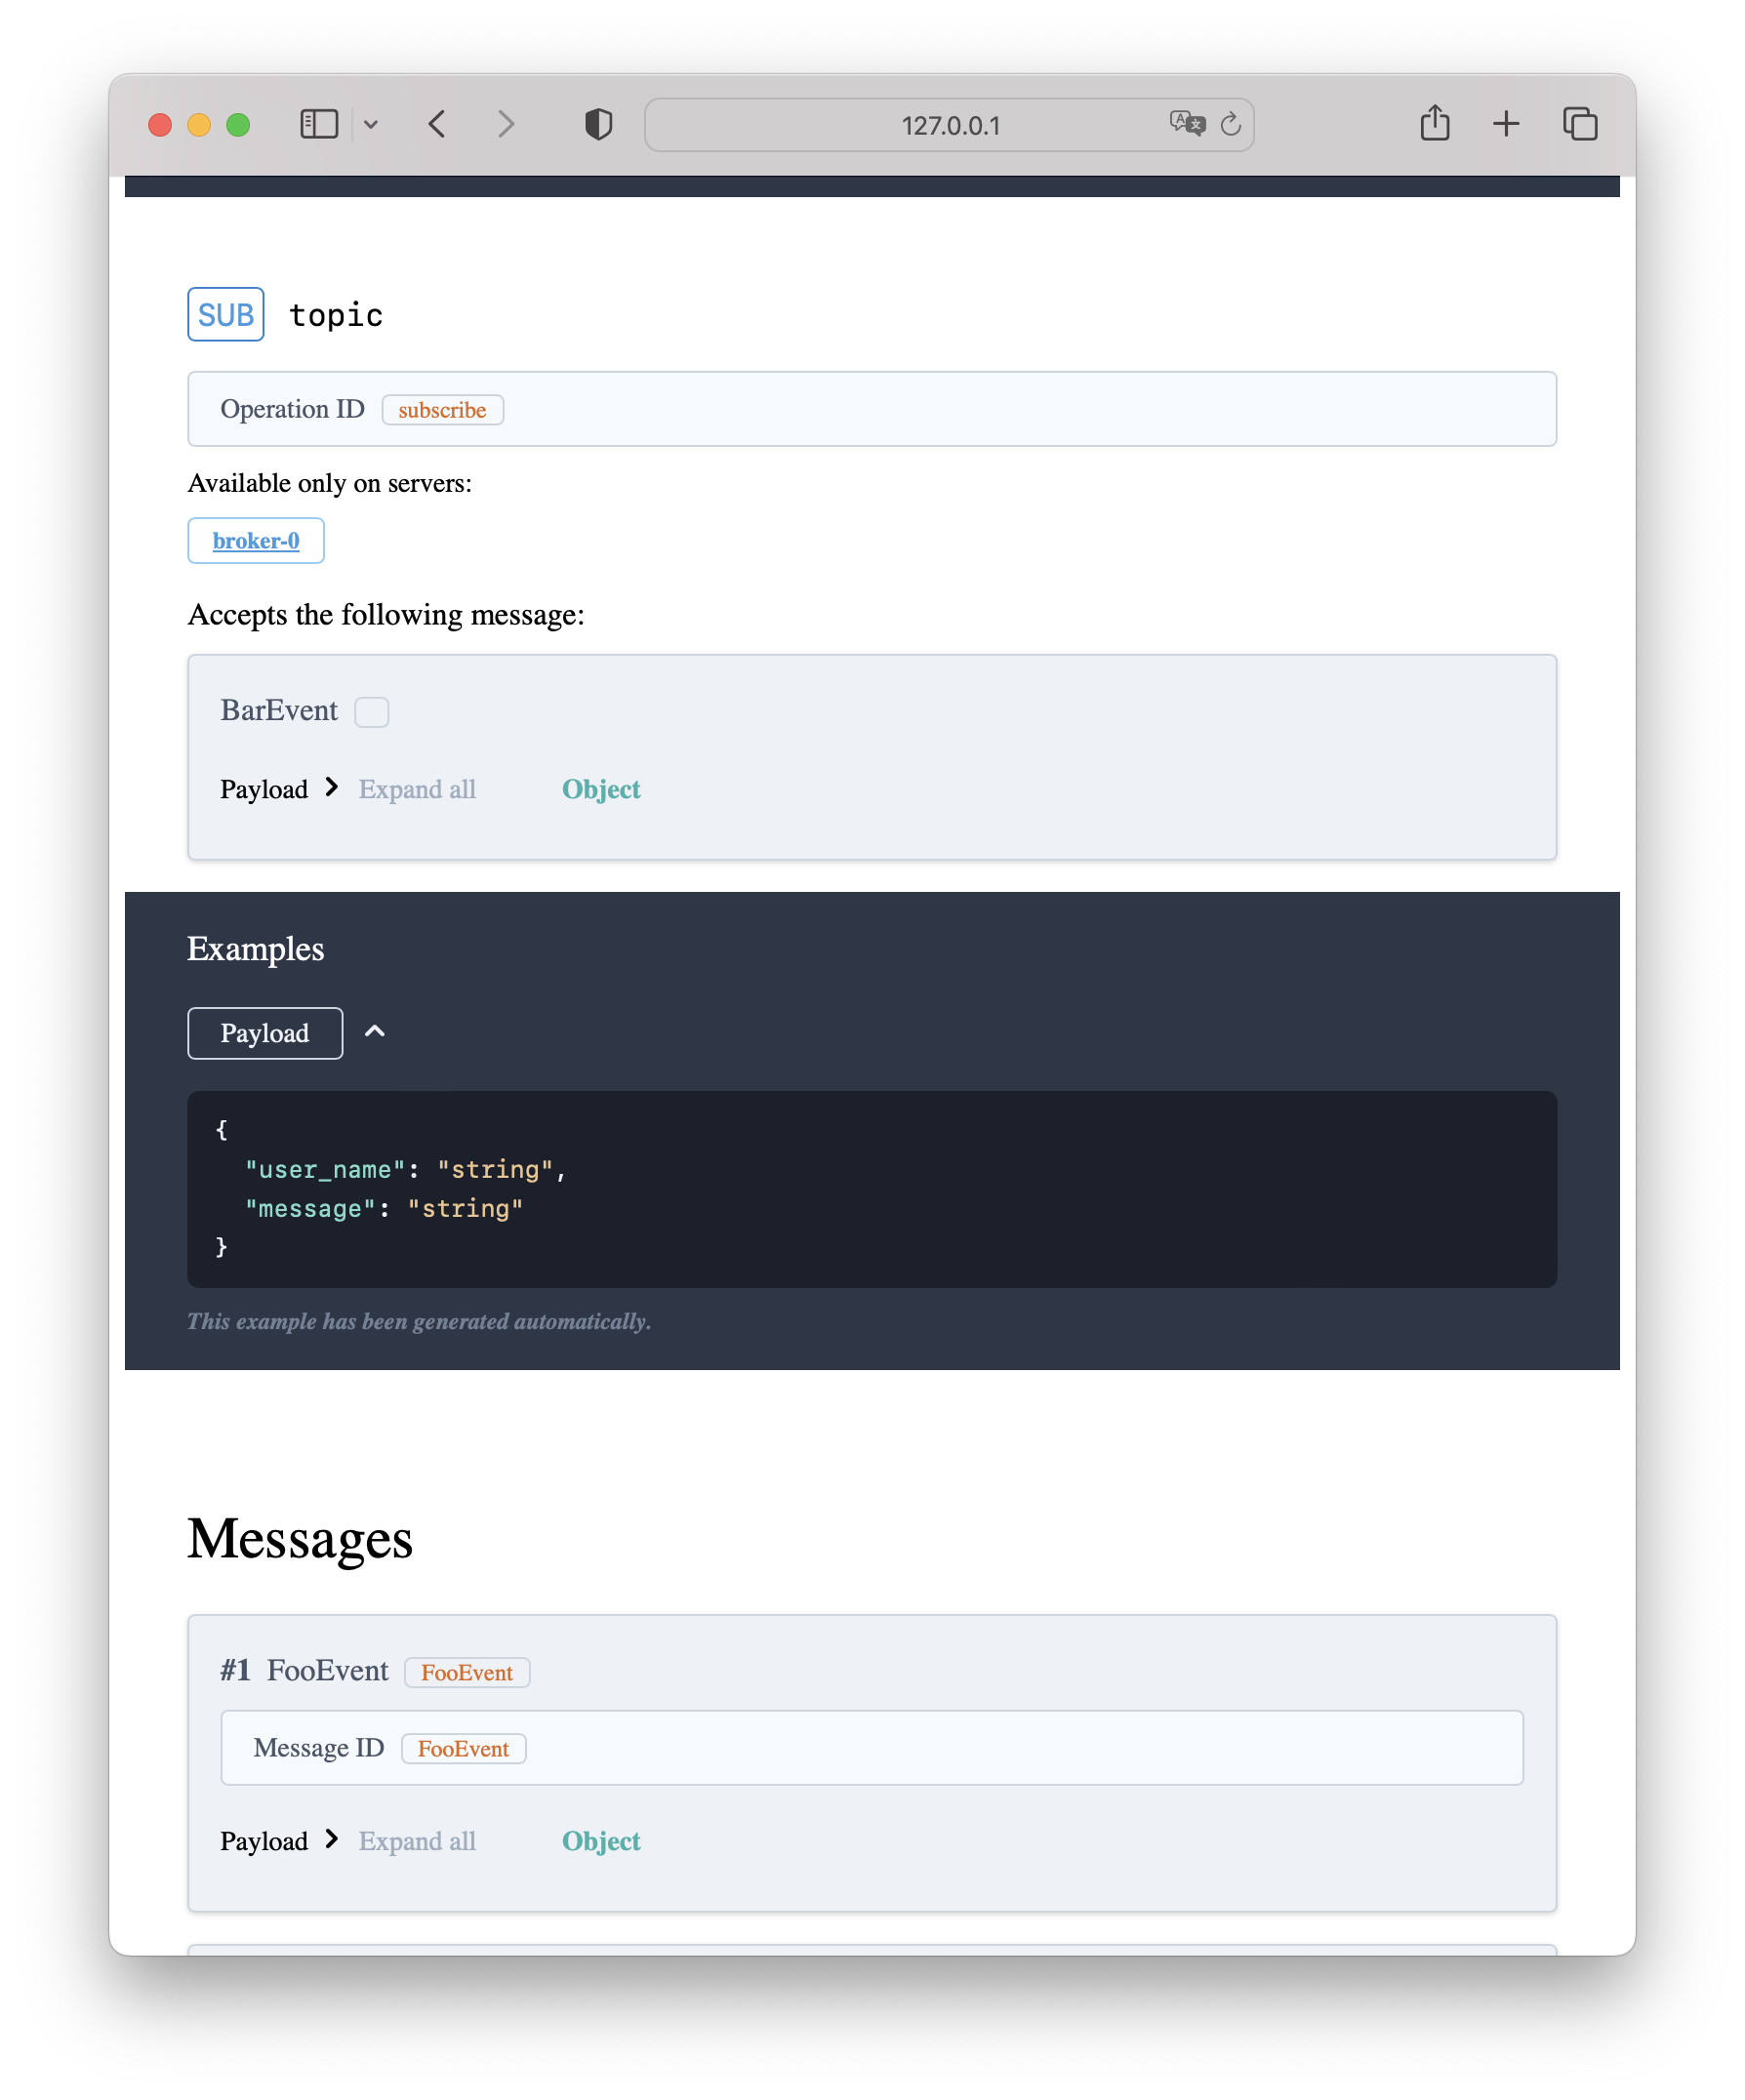 127.0.0.1
SUB topic
Operation ID subscribe
Available only on servers:
broker-0
Accepts the following message:
BarEvent
Payload Expand all Object
Examples
Payload
{
"user_name": "string",
"message": "string"
}
This example has been generated automatically.
Messages
#1 FooEvent FooEvent
Message ID FooEvent
Payload Expand all Object